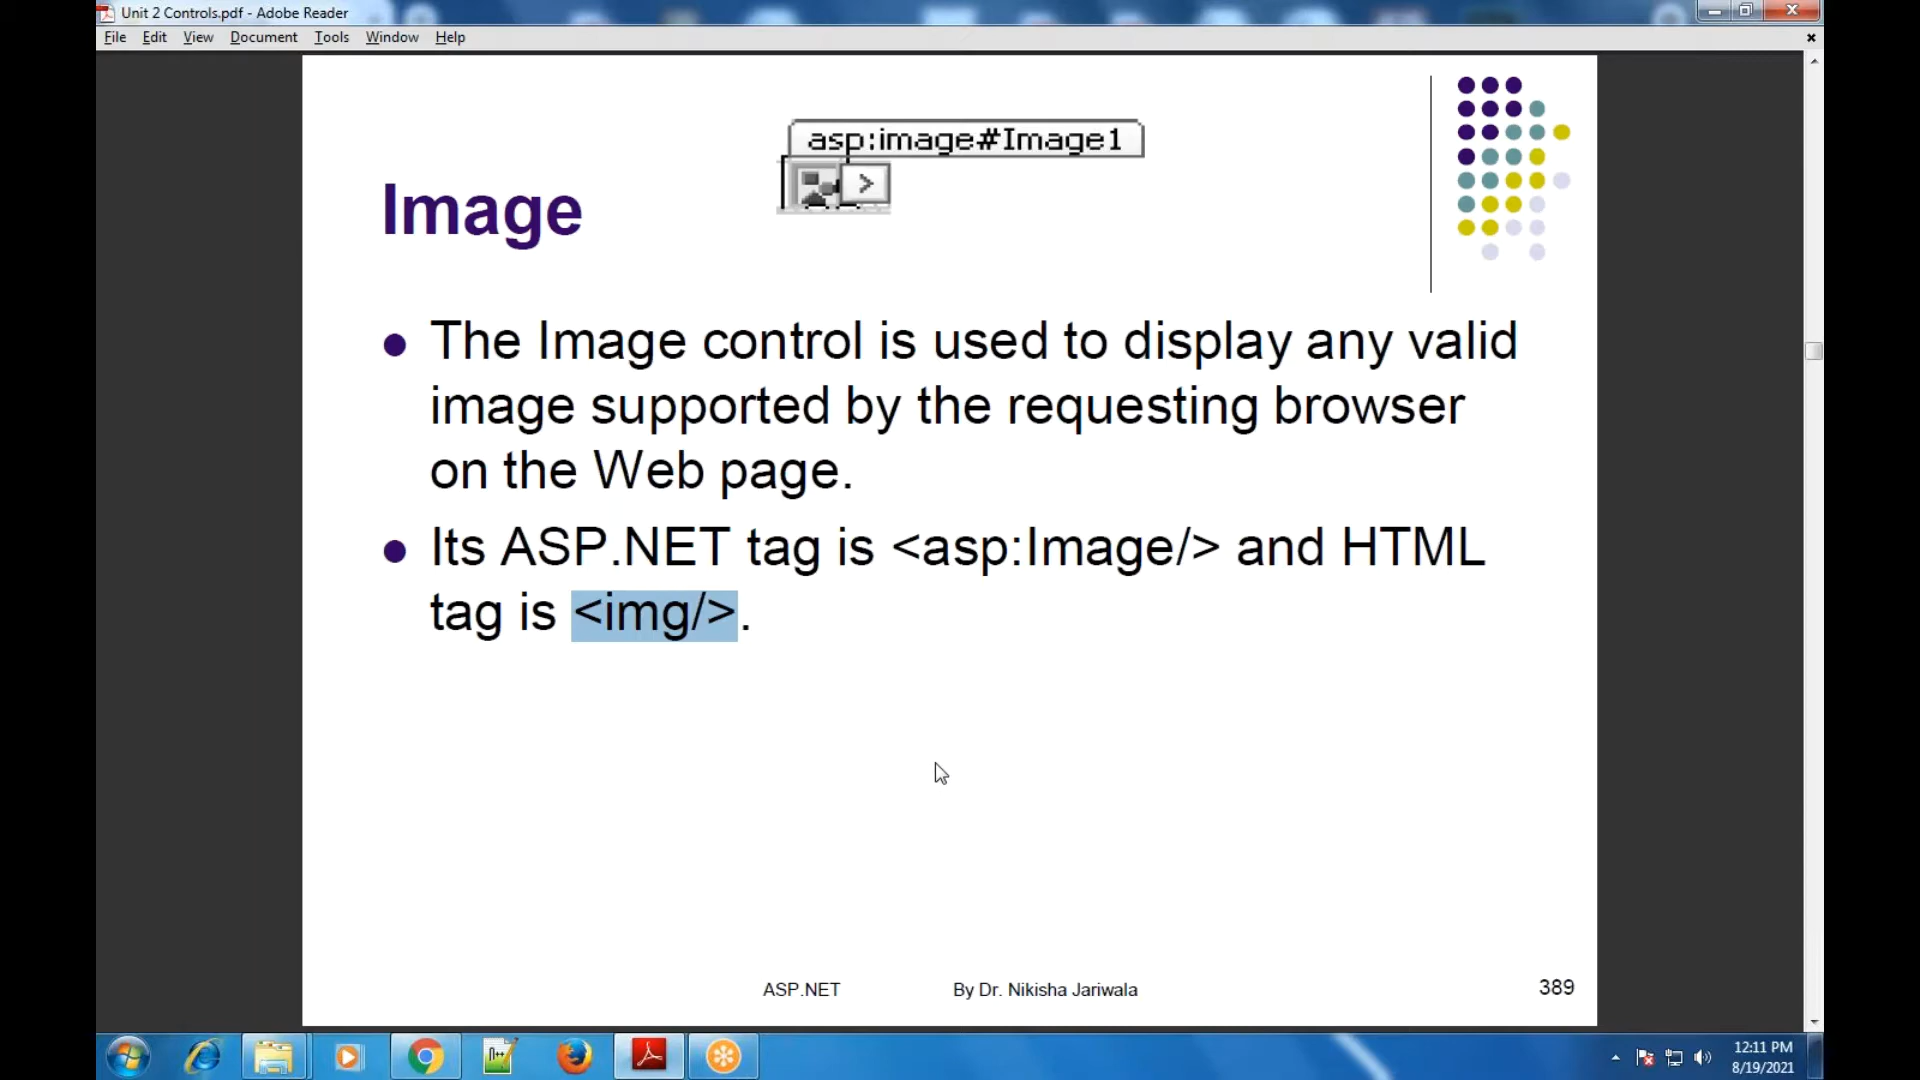 Unit 2 Controls.pdf - Adobe Reader
File Edit View Document Tools Window Help
asp:image#Image1
Image
The Image control is used to display any valid
image supported by the requesting browser
on the Web page.
Its ASP.NET tag is <asp:Image/> and HTML
tag is <img/>.
ASP.NET By Dr. Nikisha Jariwala 389
12:11 PM
8/19/2021